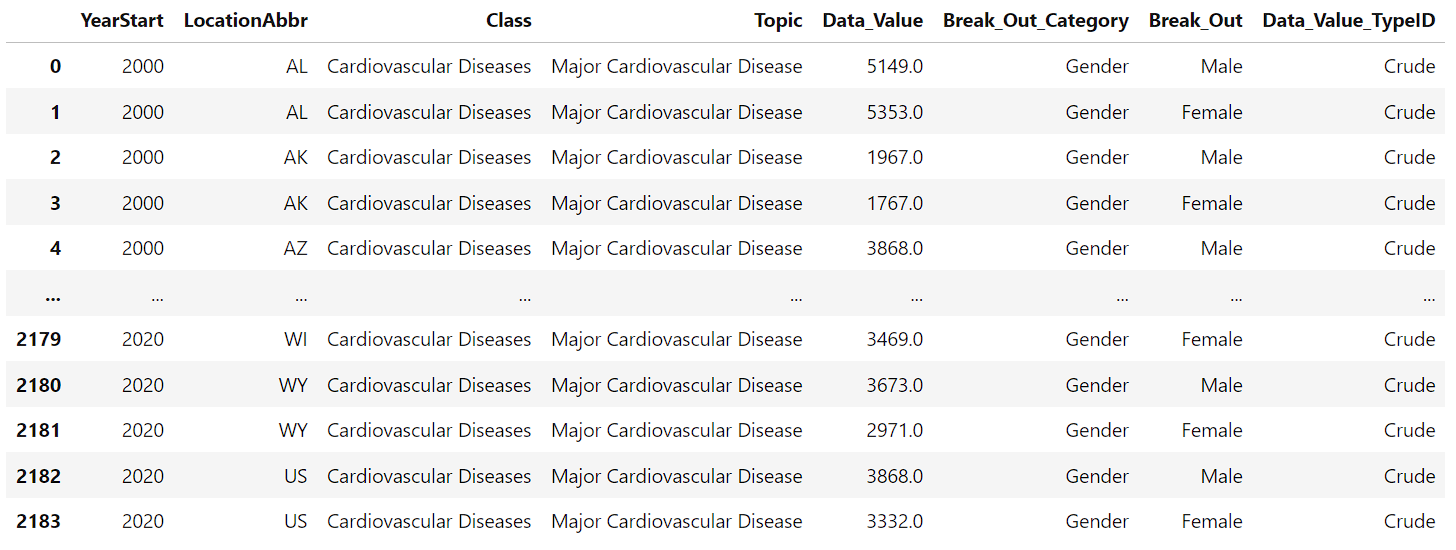 YearStart LocationAbbr Class Topic Data_Value Break_Out_Category Break_Out Data_Value_TypeID
0 2000 AL Cardiovascular Diseases Major Cardiovascular Disease 5149.0 Gender Male Crude
1 2000 AL Cardiovascular Diseases Major Cardiovascular Disease 5353.0 Gender Female Crude
2 2000 AK Cardiovascular Diseases Major Cardiovascular Disease 1967.0 Gender Male Crude
3 2000 AK Cardiovascular Diseases Major Cardiovascular Disease 1767.0 Gender Female Crude
4 2000 AZ Cardiovascular Diseases Major Cardiovascular Disease 3868.0 Gender Male Crude
... ... ... ... ... ... ... ... ...
2179 2020 WI Cardiovascular Diseases Major Cardiovascular Disease 3469.0 Gender Female Crude
2180 2020 WY Cardiovascular Diseases Major Cardiovascular Disease 3673.0 Gender Male Crude
2181 2020 WY Cardiovascular Diseases Major Cardiovascular Disease 2971.0 Gender Female Crude
2182 2020 US Cardiovascular Diseases Major Cardiovascular Disease 3868.0 Gender Male Crude
2183 2020 US Cardiovascular Diseases Major Cardiovascular Disease 3332.0 Gender Female Crude